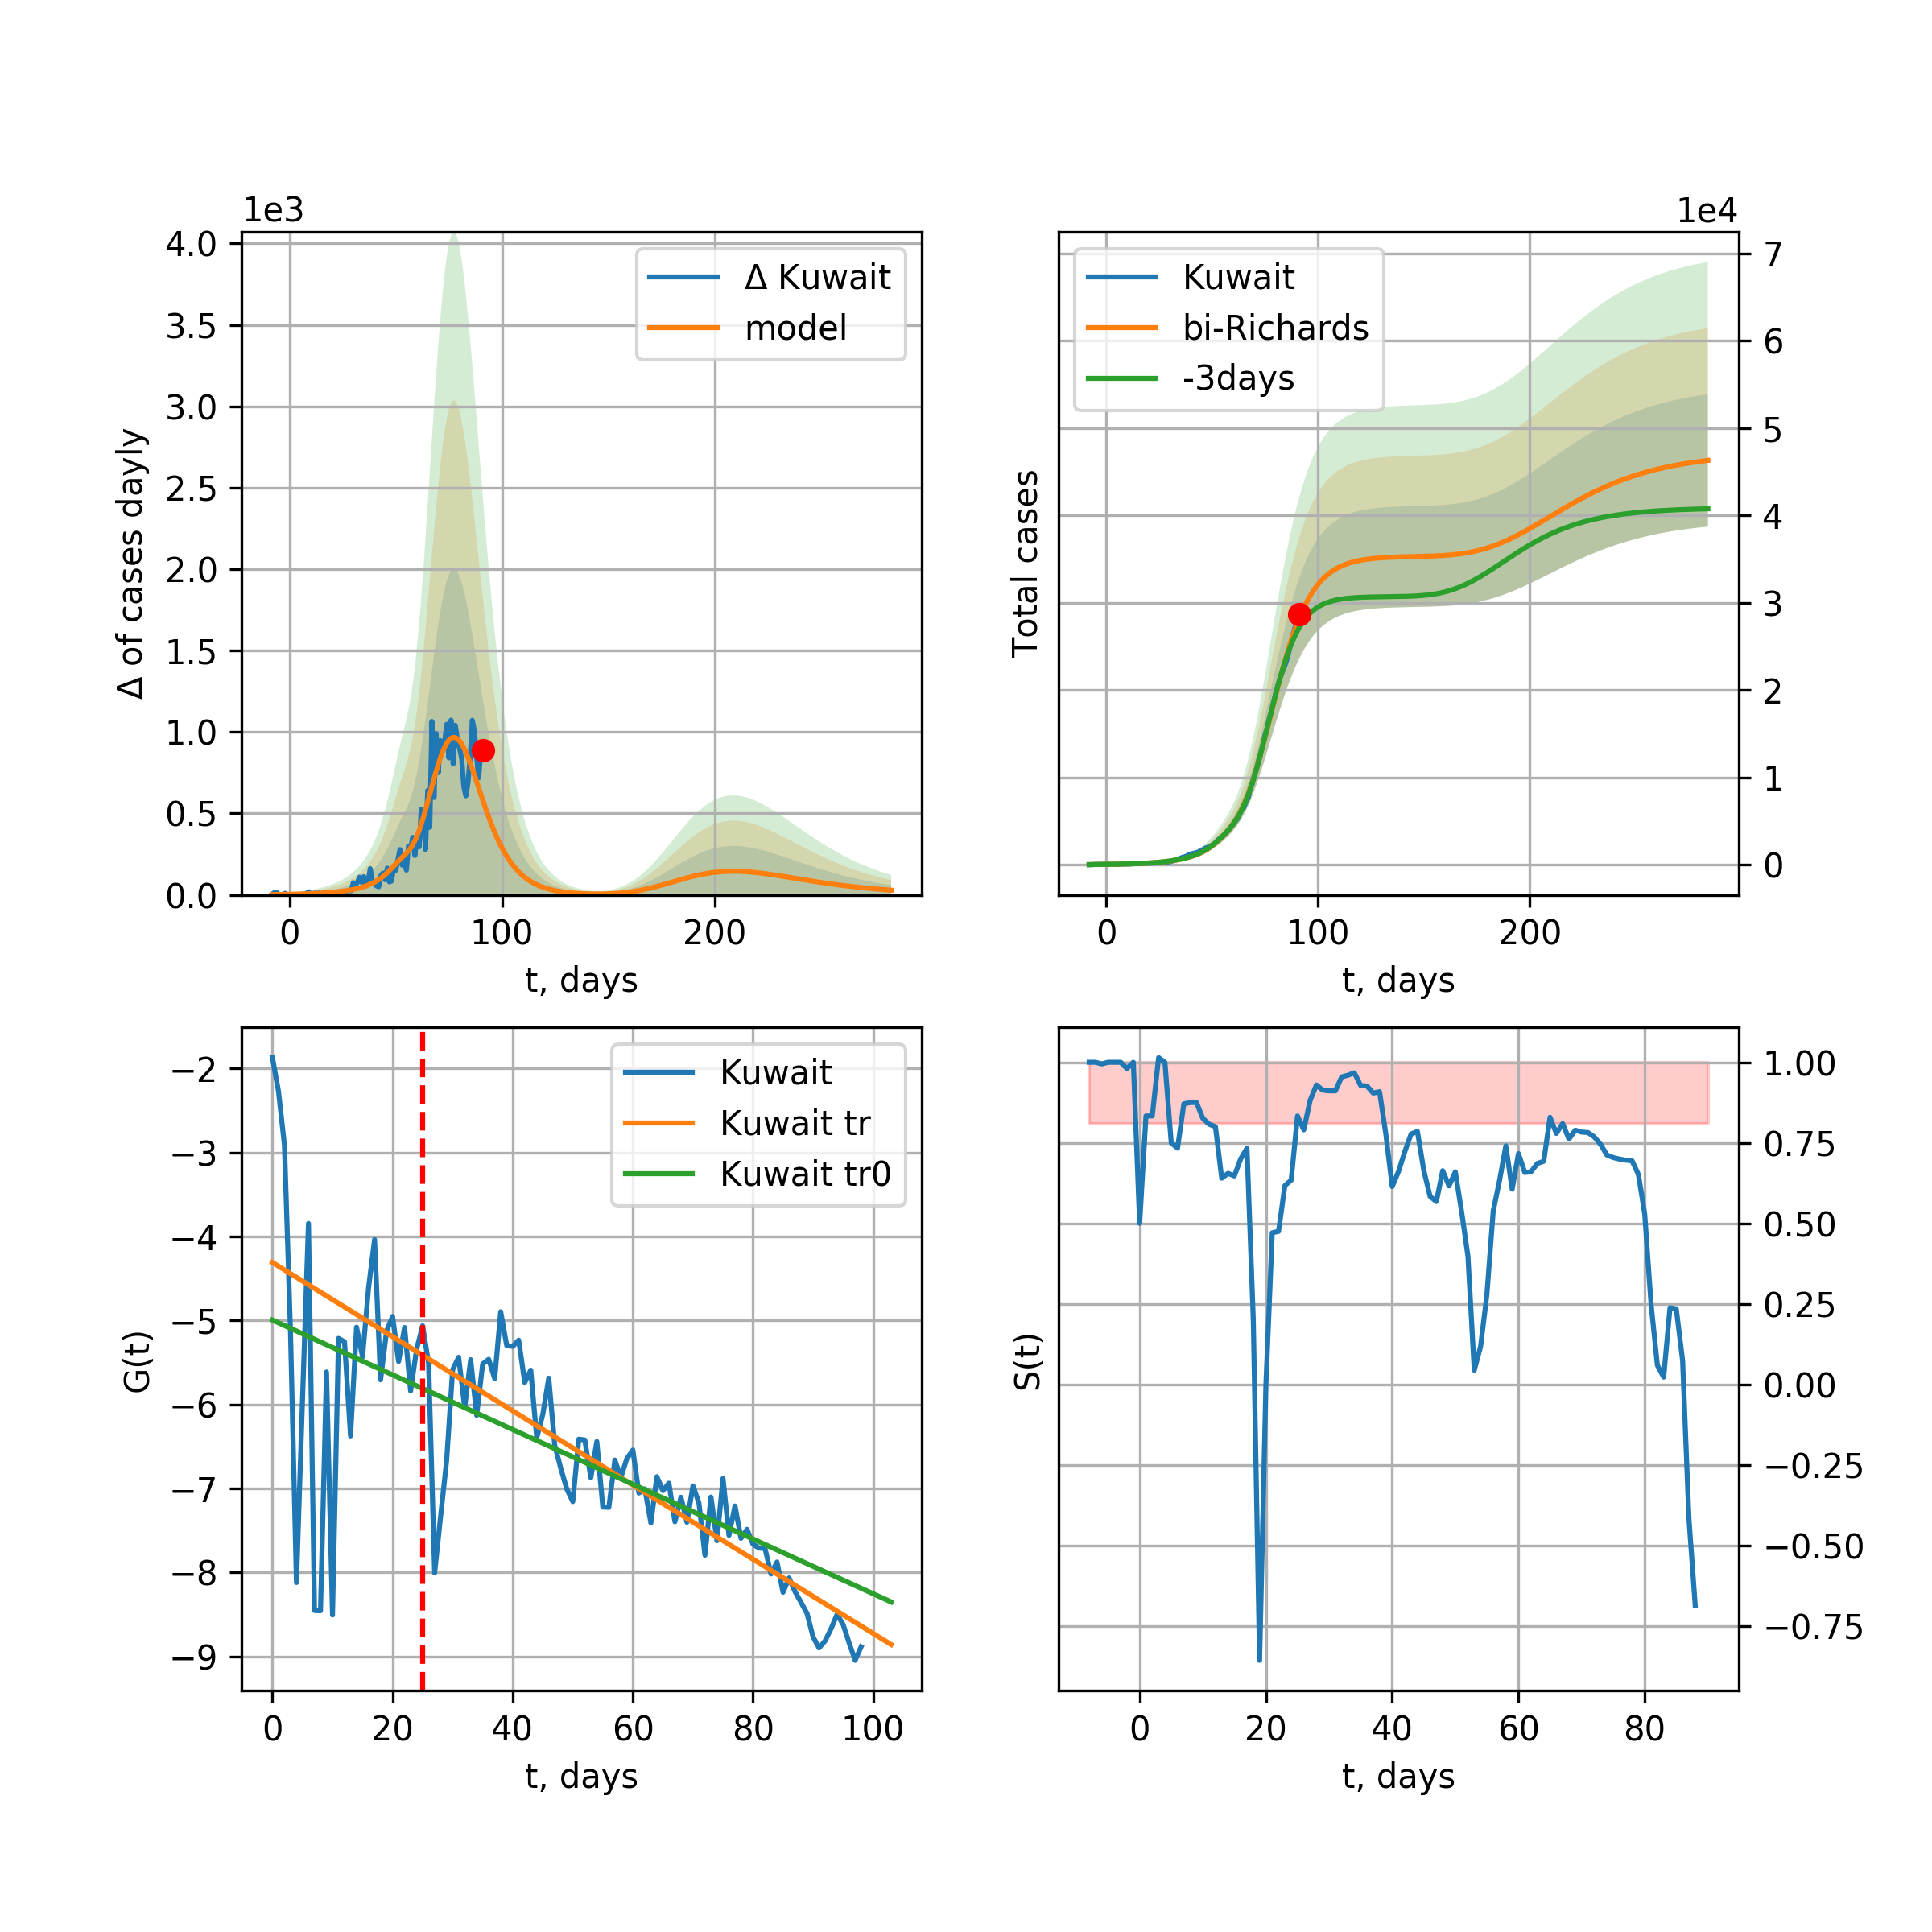 1e3
4.0
3.5
3.0
2.5
2.0
1.5
1.0
0.5
0.0
Δ of cases dayly
Δ Kuwait
model
0 100 200
t, days
1e4
7
6
5
4
3
2
1
0
Total cases
Kuwait
bi-Richards
-3days
0 100 200
t, days
−2
−3
−4
−5
−6
−7
−8
−9
G(t)
Kuwait
Kuwait tr
Kuwait tr0
0 20 40 60 80 100
t, days
1.00
0.75
0.50
0.25
0.00
−0.25
−0.50
−0.75
S(t)
0 20 40 60 80
t, days